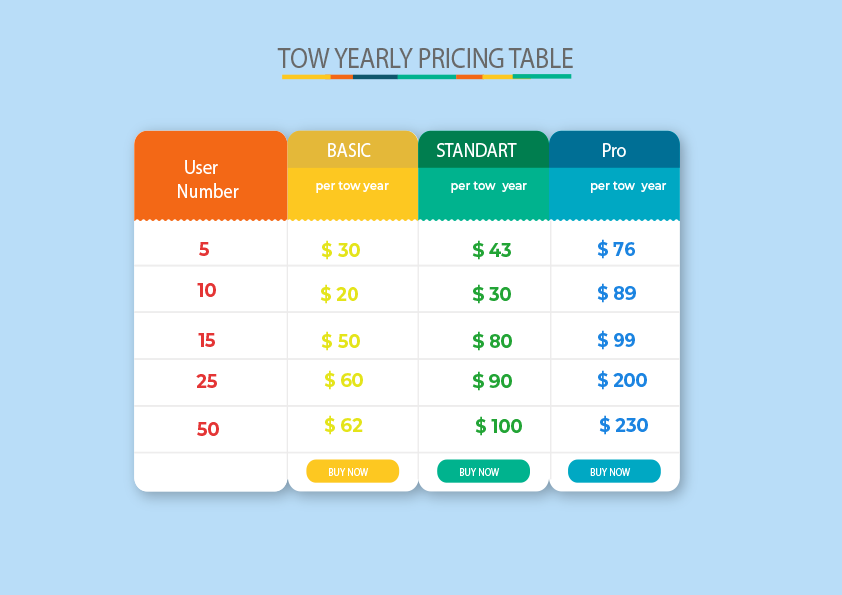 TOW YEARLY PRICING TABLE
User Number BASIC STANDART Pro
per tow year per tow year per tow year
5 $ 30 $ 43 $ 76
10 $ 20 $ 30 $ 89
15 $ 50 $ 80 $ 99
25 $ 60 $ 90 $ 200
50 $ 62 $ 100 $ 230
BUY NOW BUY NOW BUY NOW